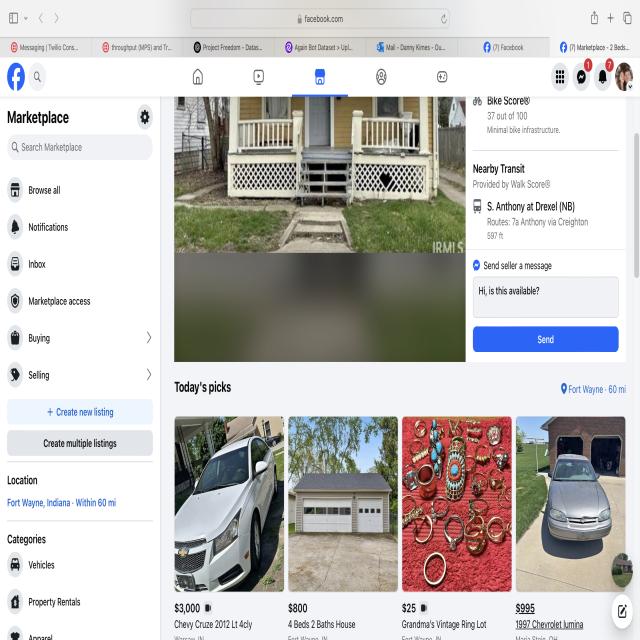 facebook.com
Messaging | Twilio Cons...
throughput (MPS) and Tr...
Project Freedom - Datas...
Again Bot Dataset > Upl...
Mail - Danny Kimes - Ou...
(7) Facebook
(7) Marketplace - 2 Beds...
1
7
Marketplace
Search Marketplace
Browse all
Notifications
Inbox
Marketplace access
Buying
Selling
+ Create new listing
Create multiple listings
Location
Fort Wayne, Indiana · Within 60 mi
Categories
Vehicles
Property Rentals
Apparel
IRMLS
Bike Score®
37 out of 100
Minimal bike infrastructure.
Nearby Transit
Provided by Walk Score®
S. Anthony at Drexel (NB)
Routes: 7a Anthony via Creighton
597 ft
Send seller a message
Hi, is this available?
Send
Today's picks
Fort Wayne · 60 mi
$3,000
Chevy Cruze 2012 Lt 4cly
Warsaw, IN
$800
4 Beds 2 Baths House
Fort Wayne, IN
$25
Grandma's Vintage Ring Lot
Fort Wayne, IN
$995
1997 Chevrolet lumina
Maria Stein, OH